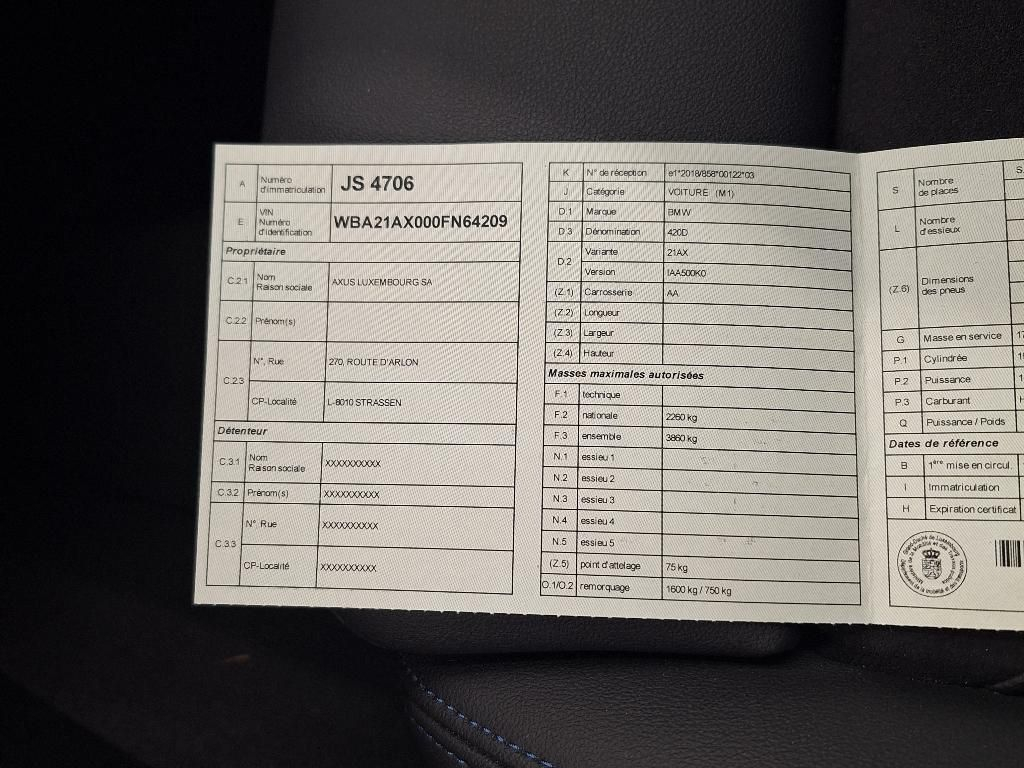 A Numéro d'immatriculation JS 4706
E VIN Numéro d'identification WBA21AX000FN64209
Propriétaire
C.2.1 Nom Raison sociale AXUS LUXEMBOURG SA
C.2.2 Prénom(s)
C.2.3 N°, Rue 270, ROUTE D'ARLON
CP-Localité L-8010 STRASSEN
Détenteur
C.3.1 Nom Raison sociale XXXXXXXXXX
C.3.2 Prénom(s) XXXXXXXXXX
C.3.3 N°, Rue XXXXXXXXXX
CP-Localité XXXXXXXXXX
K N° de réception e1*2018/858*00122*03
J Catégorie VOITURE (M1)
D.1 Marque BMW
D.3 Dénomination 420D
D.2 Variante 21AX
Version IAA500K0
(Z.1) Carrosserie AA
(Z.2) Longueur
(Z.3) Largeur
(Z.4) Hauteur
Masses maximales autorisées
F.1 technique
F.2 nationale 2260 kg
F.3 ensemble 3860 kg
N.1 essieu 1
N.2 essieu 2
N.3 essieu 3
N.4 essieu 4
N.5 essieu 5
(Z.5) point d'attelage 75 kg
O.1/O.2 remorquage 1600 kg / 750 kg
S Nombre de places S.
L Nombre d'essieux
(Z.6) Dimensions des pneus
G Masse en service
P.1 Cylindrée
P.2 Puissance
P.3 Carburant
Q Puissance / Poids
Dates de référence
B 1ère mise en circul.
I Immatriculation
H Expiration certificat
Grand-Duché de Luxembourg